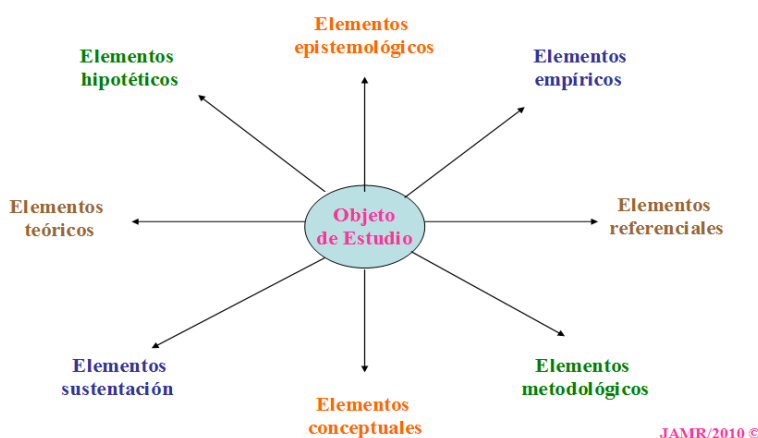 Elementos
epistemológicos
Elementos
hipotéticos
Elementos
empíricos
Elementos
teóricos
Objeto
de Estudio
Elementos
referenciales
Elementos
sustentación
Elementos
metodológicos
Elementos
conceptuales
JAMR/2010 ©